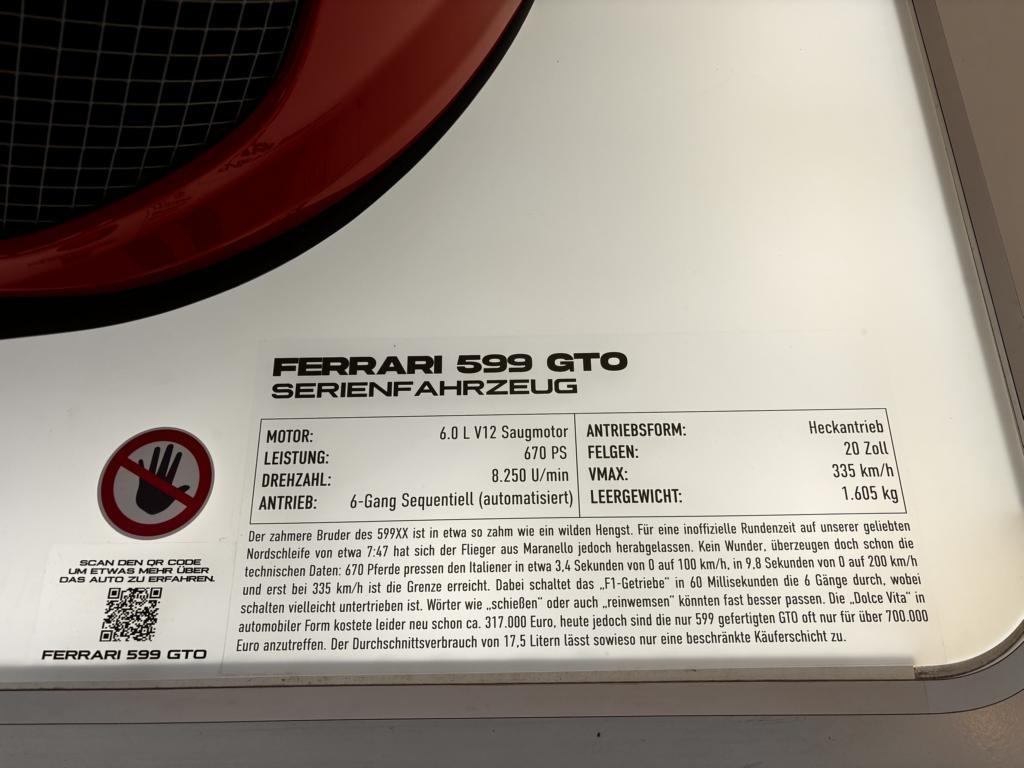 FERRARI 599 GTO
SERIENFAHRZEUG
MOTOR: 6.0 L V12 Saugmotor
LEISTUNG: 670 PS
DREHZAHL: 8.250 U/min
ANTRIEB: 6-Gang Sequentiell (automatisiert)
ANTRIEBSFORM: Heckantrieb
FELGEN: 20 Zoll
VMAX: 335 km/h
LEERGEWICHT: 1.605 kg
Der zahmere Bruder des 599XX ist in etwa so zahm wie ein wilden Hengst. Für eine inoffizielle Rundenzeit auf unserer geliebten
Nordschleife von etwa 7:47 hat sich der Flieger aus Maranello jedoch herabgelassen. Kein Wunder, überzeugen doch schon die
technischen Daten: 670 Pferde pressen den Italiener in etwa 3,4 Sekunden von 0 auf 100 km/h, in 9,8 Sekunden von 0 auf 200 km/h
und erst bei 335 km/h ist die Grenze erreicht. Dabei schaltet das „F1-Getriebe" in 60 Millisekunden die 6 Gänge durch, wobei
schalten vielleicht untertrieben ist. Wörter wie „schießen" oder auch „reinwemsen" könnten fast besser passen. Die „Dolce Vita" in
automobiler Form kostete leider neu schon ca. 317.000 Euro, heute jedoch sind die nur 599 gefertigten GTO oft nur für über 700.000
Euro anzutreffen. Der Durchschnittsverbrauch von 17,5 Litern lässt sowieso nur eine beschränkte Käuferschicht zu.
SCAN DEN QR CODE
UM ETWAS MEHR ÜBER
DAS AUTO ZU ERFAHREN.
FERRARI 599 GTO